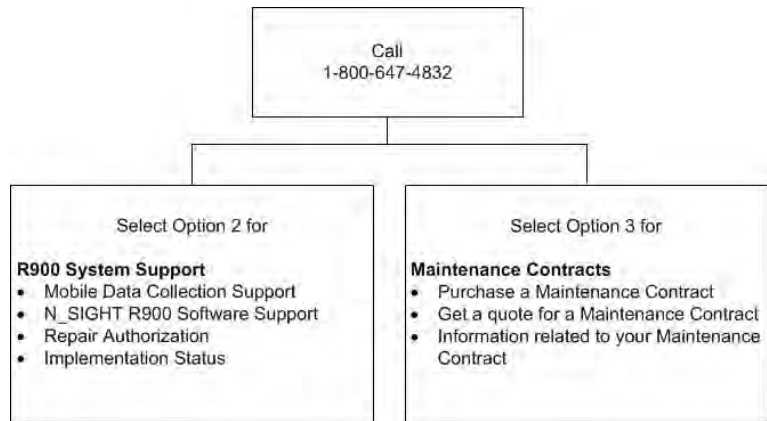 Call
1-800-647-4832
Select Option 2 for
R900 System Support
• Mobile Data Collection Support
• N_SIGHT R900 Software Support
• Repair Authorization
• Implementation Status
Select Option 3 for
Maintenance Contracts
• Purchase a Maintenance Contract
• Get a quote for a Maintenance Contract
• Information related to your Maintenance
Contract